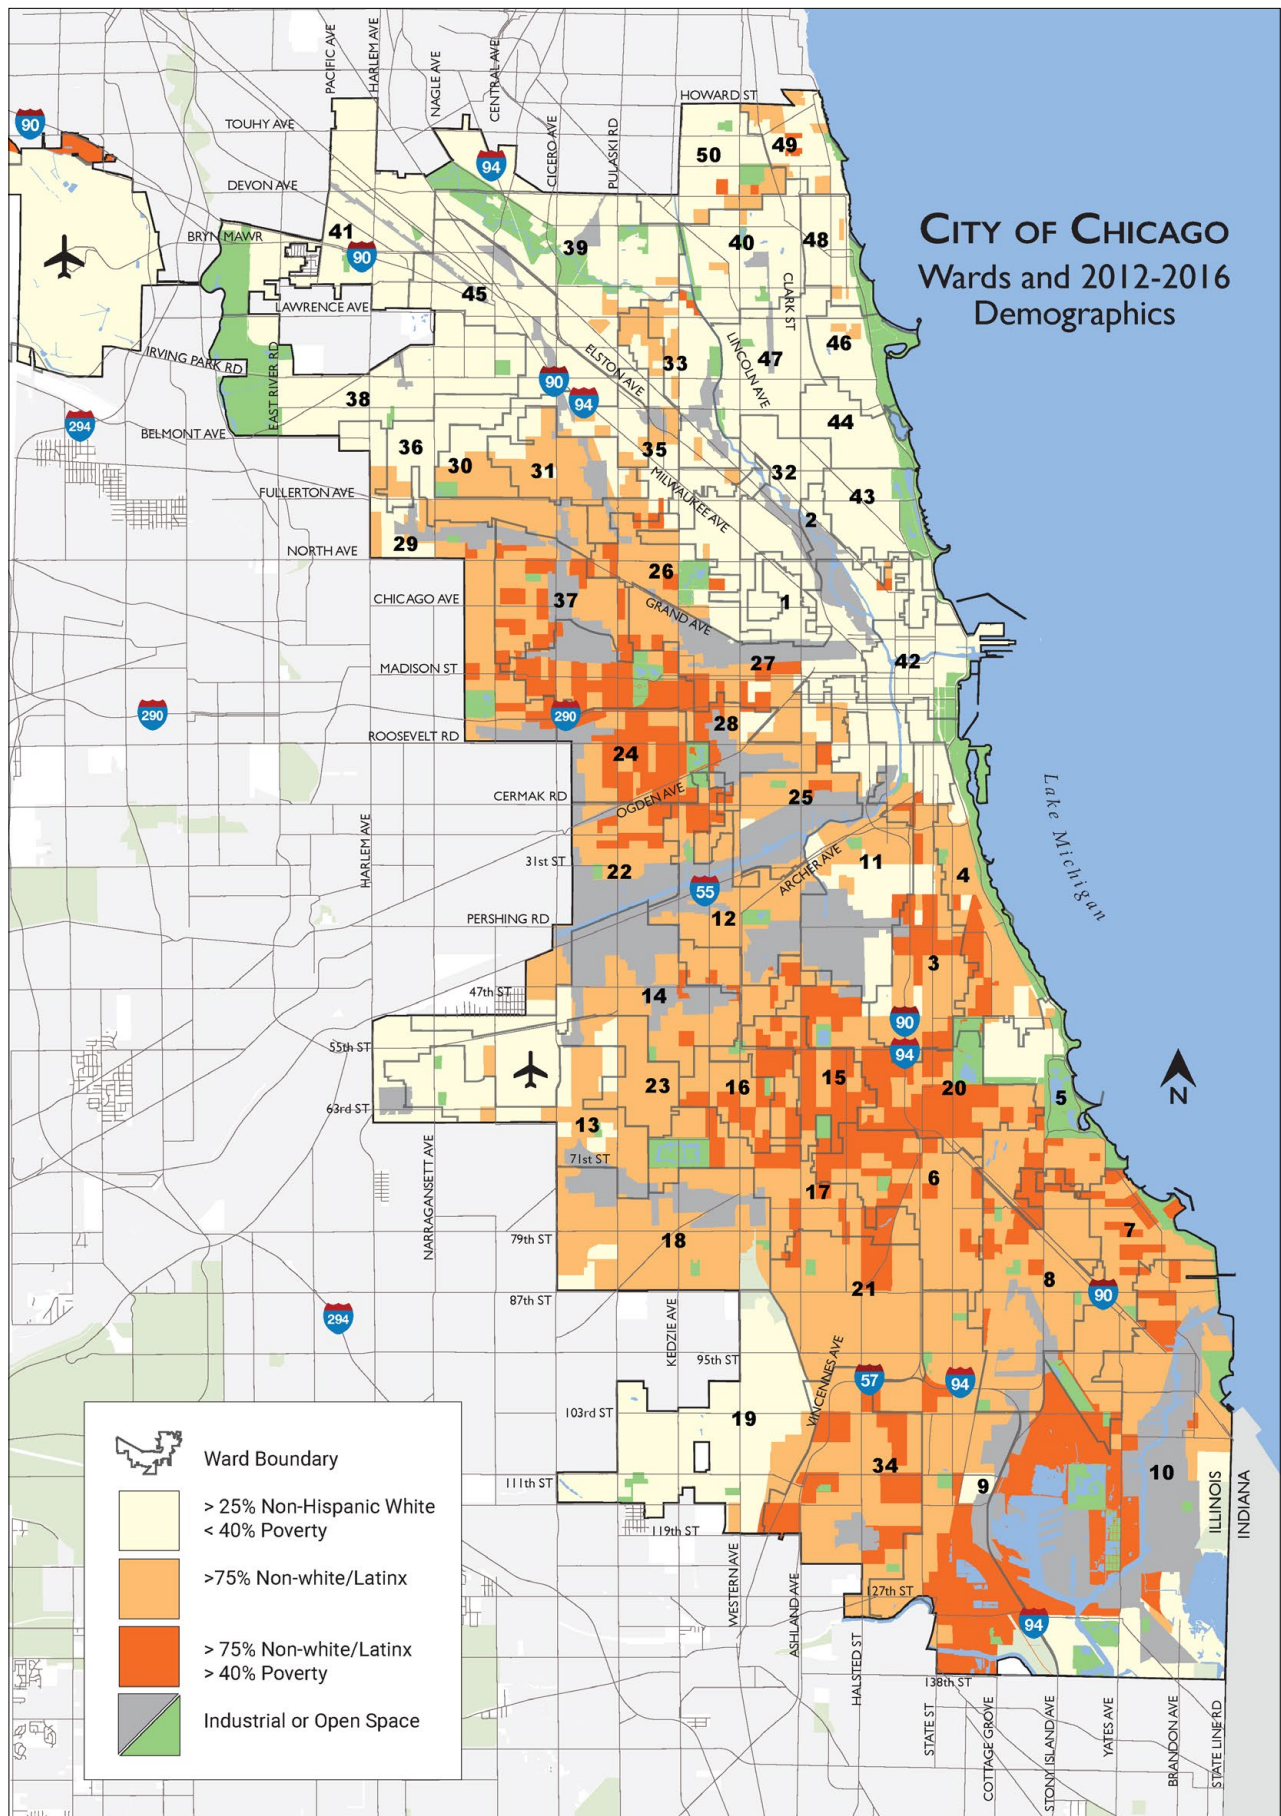 PACIFIC AVE
HARLEM AVE
NAGLE AVE
CENTRAL AVE
CICERO AVE
PULASKI RD
HOWARD ST
90
TOUHY AVE
94
50
49
DEVON AVE
BRYN MAWR
41
90
39
40
48
CITY OF CHICAGO
Wards and 2012-2016
Demographics
45
CLARK ST
LAWRENCE AVE
IRVING PARK RD
EAST RIVER RD
ELSTON AVE
33
LINCOLN AVE
47
46
90
94
38
294
BELMONT AVE
44
36
30
31
35
32
43
MILWAUKEE AVE
FULLERTON AVE
2
29
NORTH AVE
26
CHICAGO AVE
37
GRAND AVE
1
MADISON ST
27
42
290
290
28
ROOSEVELT RD
24
CERMAK RD
OGDEN AVE
25
Lake Michigan
HARLEM AVE
31st ST
22
ARCHER AVE
11
4
55
PERSHING RD
12
3
47th ST
14
90
55th ST
94
23
16
15
20
5
N
63rd ST
13
71st ST
NARRAGANSETT AVE
17
6
79th ST
18
7
21
8
87th ST
90
294
KEDZIE AVE
95th ST
VINCENNES AVE
57
94
103rd ST
19
34
111th ST
9
10
ILLINOIS
INDIANA
119th ST
WESTERN AVE
ASHLAND AVE
127th ST
94
HALSTED ST
138th ST
STATE ST
COTTAGE GROVE
STONY ISLAND AVE
YATES AVE
BRANDON AVE
STATE LINE RD
Ward Boundary
> 25% Non-Hispanic White
< 40% Poverty
>75% Non-white/Latinx
> 75% Non-white/Latinx
> 40% Poverty
Industrial or Open Space